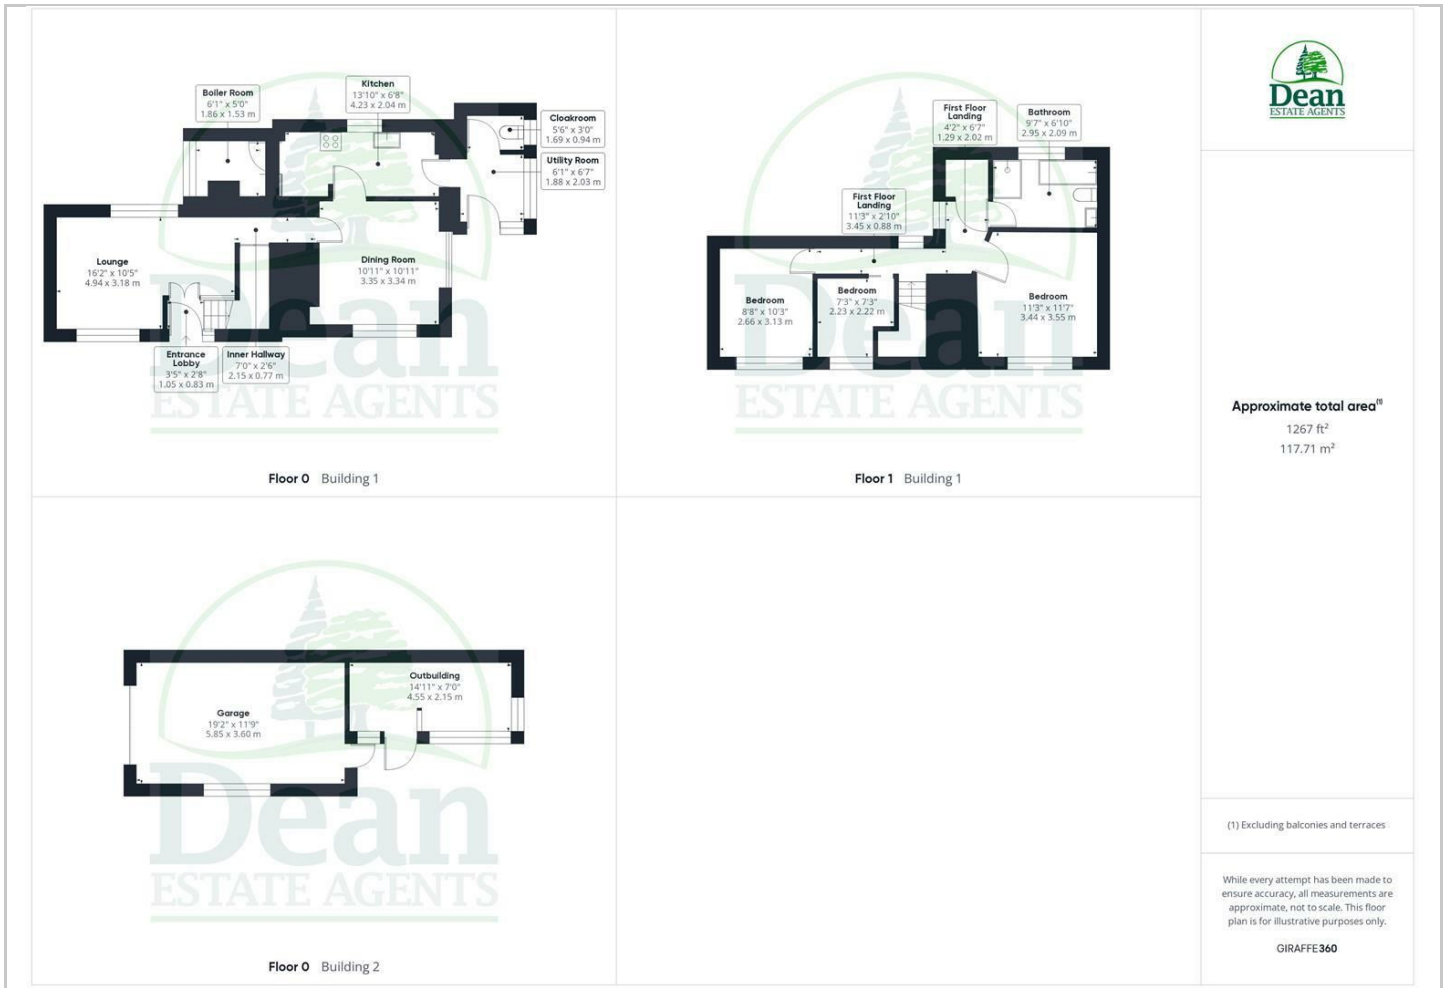 Boiler Room
6'1" x 5'0"
1.86 x 1.53 m
Kitchen
13'10" x 6'8"
4.23 x 2.04 m
Cloakroom
5'6" x 3'0"
1.69 x 0.94 m
Utility Room
6'1" x 6'7"
1.88 x 2.03 m
Lounge
16'2" x 10'5"
4.94 x 3.18 m
Dining Room
10'11" x 10'11"
3.35 x 3.34 m
Entrance
Lobby
3'5" x 2'8"
1.05 x 0.83 m
Inner Hallway
7'0" x 2'6"
2.15 x 0.77 m
Dean
ESTATE AGENTS
Floor 0 Building 1
First Floor
Landing
4'2" x 6'7"
1.29 x 2.02 m
Bathroom
9'7" x 6'10"
2.95 x 2.09 m
First Floor
Landing
11'3" x 2'10"
3.45 x 0.88 m
Bedroom
8'8" x 10'3"
2.66 x 3.13 m
Bedroom
7'3" x 7'3"
2.23 x 2.22 m
Bedroom
11'3" x 11'7"
3.44 x 3.55 m
Dean
ESTATE AGENTS
Floor 1 Building 1
Garage
19'2" x 11'9"
5.85 x 3.60 m
Outbuilding
14'11" x 7'0"
4.55 x 2.15 m
Dean
ESTATE AGENTS
Floor 0 Building 2
Dean
ESTATE AGENTS
Approximate total area(1)
1267 ft²
117.71 m²
(1) Excluding balconies and terraces
While every attempt has been made to
ensure accuracy, all measurements are
approximate, not to scale. This floor
plan is for illustrative purposes only.
GIRAFFE360